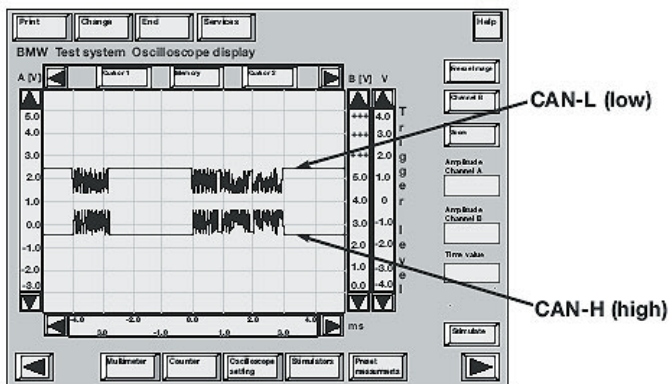 Print Change End Services Help
BMW Test system Oscilloscope display
A [V] Cursor 1 Memory Cursor 2 B [V] V
Freeze image
Channel B
Zoom
Amplitude
Channel A
Amplitude
Channel B
Time value
Stimulate
5.0
4.0
3.0
2.0
1.0
0.0
-1.0
-2.0
-3.0
+++
+++
+++
5.0
4.0
3.0
2.0
1.0
0.0
4.0
3.0
2.0
1.0
0
-1.0
-2.0
-3.0
-4.0
Trigger level
CAN-L (low)
CAN-H (high)
-4.0 -2.0 0.0 2.0 4.0
-1.0 1.0 3.0
ms
Multimeter Counter Oscilloscope setting Stimulators Preset measurments